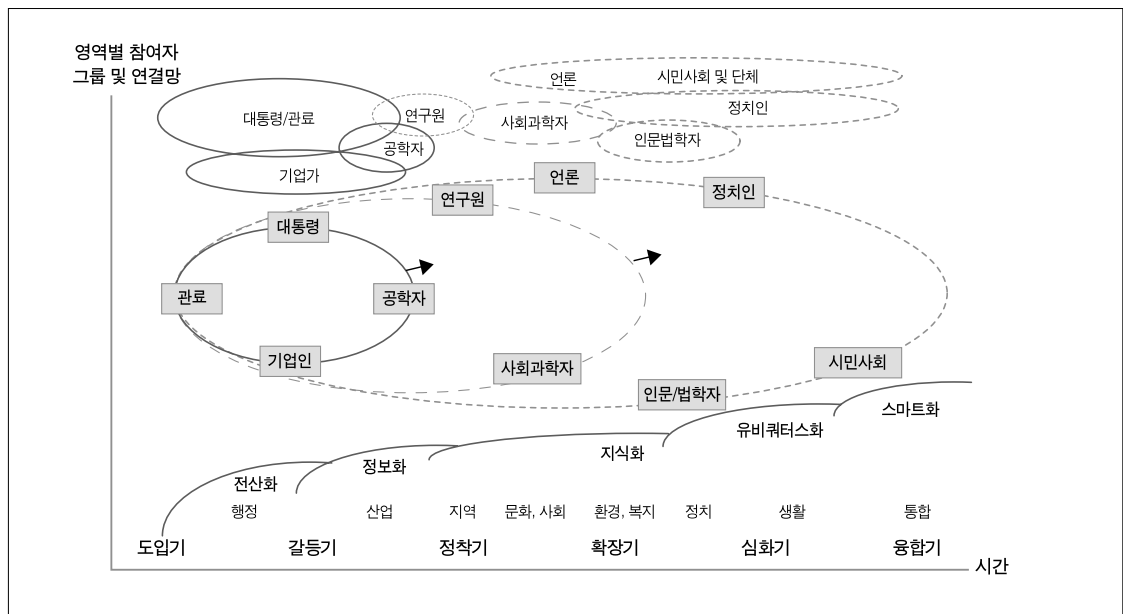 영역별 참여자
그룹 및 연결망
언론 시민사회 및 단체
대통령/관료 연구원 사회과학자 정치인
공학자 인문법학자
기업가
언론
연구원 정치인
대통령
관료 공학자
기업인 사회과학자 시민사회
인문/법학자
스마트화
유비쿼터스화
지식화
정보화
전산화
행정 산업 지역 문화, 사회 환경, 복지 정치 생활 통합
도입기 갈등기 정착기 확장기 심화기 융합기
시간